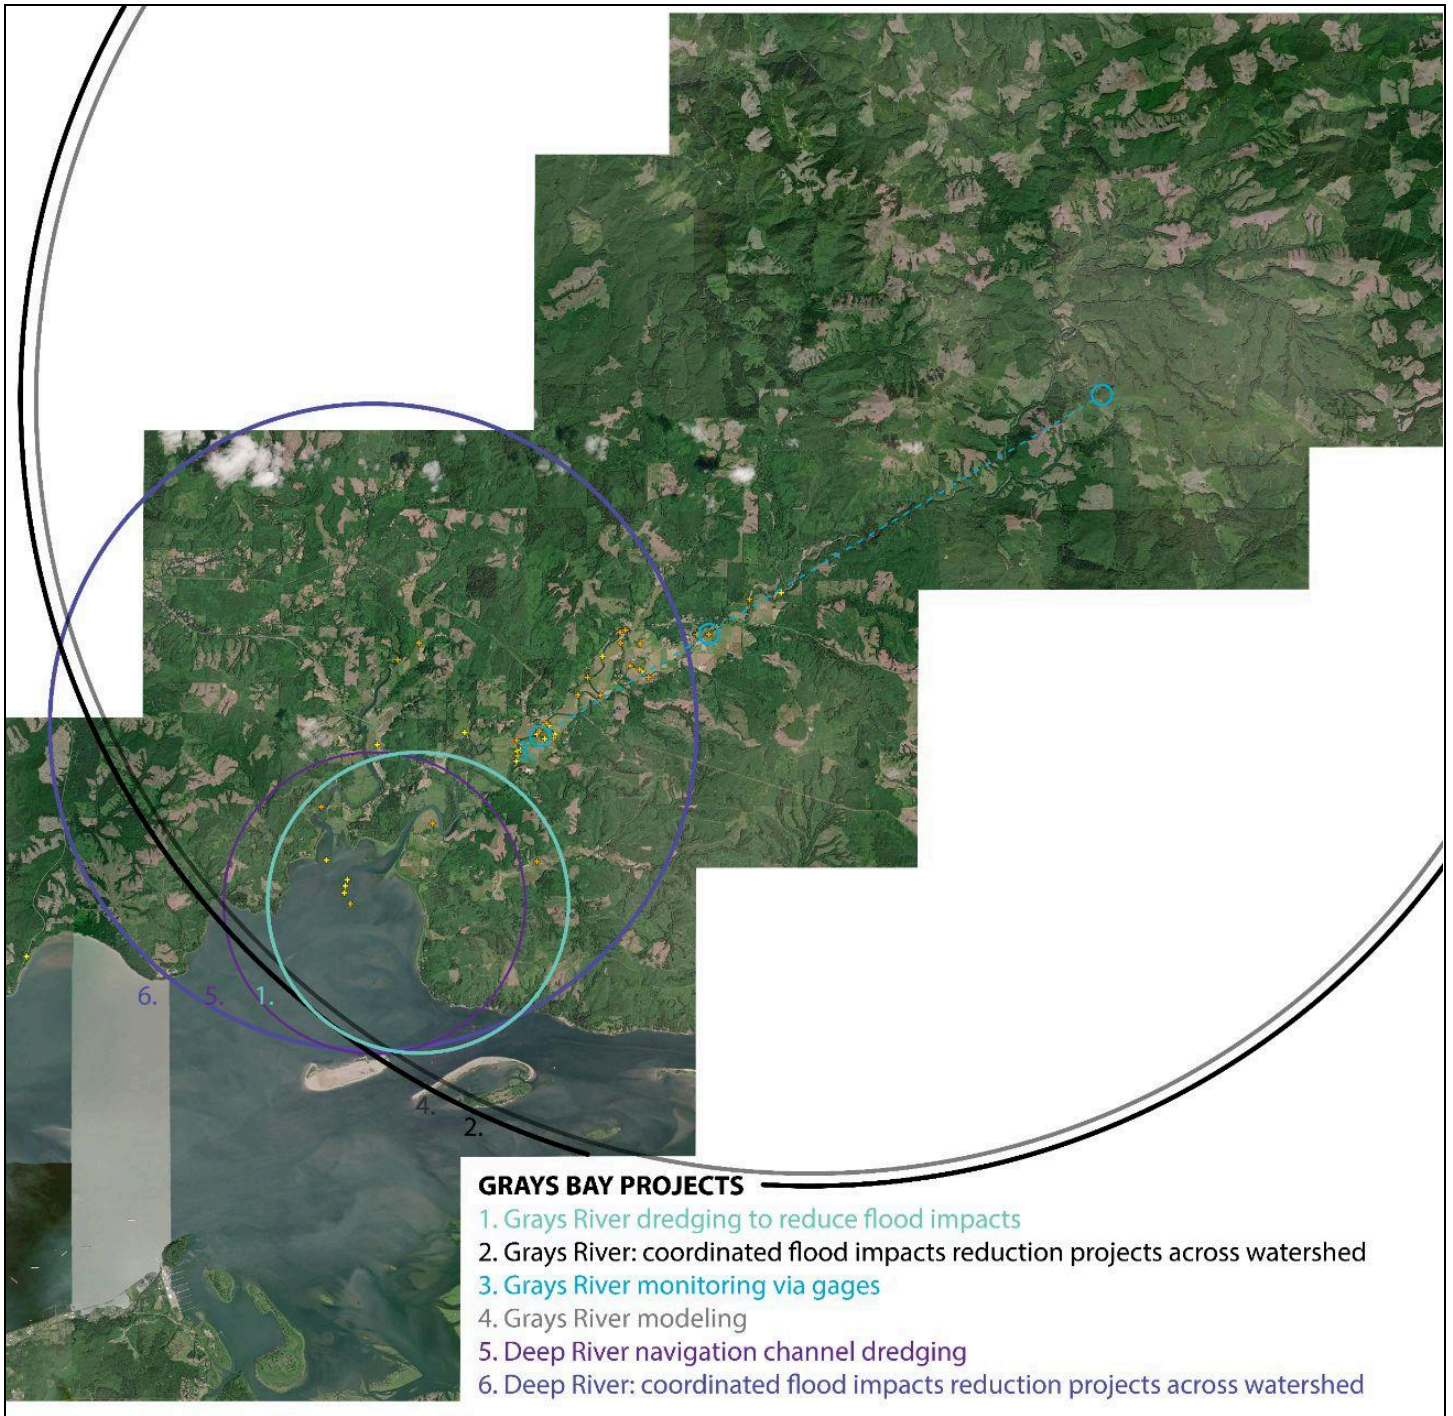 6.
5.
1.
3.
4.
2.
GRAYS BAY PROJECTS
1. Grays River dredging to reduce flood impacts
2. Grays River: coordinated flood impacts reduction projects across watershed
3. Grays River monitoring via gages
4. Grays River modeling
5. Deep River navigation channel dredging
6. Deep River: coordinated flood impacts reduction projects across watershed